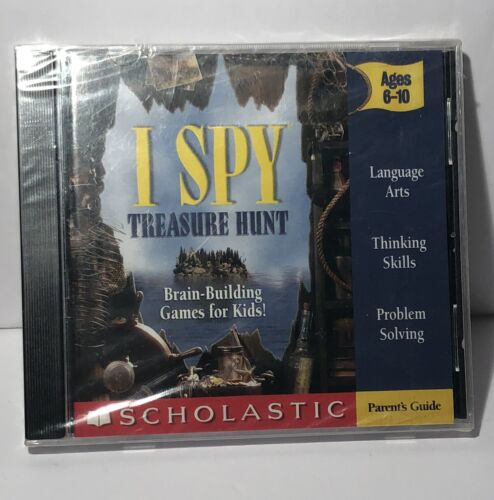 I SPY
TREASURE HUNT
Brain-Building
Games for Kids!
SCHOLASTIC
Ages
6-10
Language
Arts
Thinking
Skills
Problem
Solving
Parent's Guide